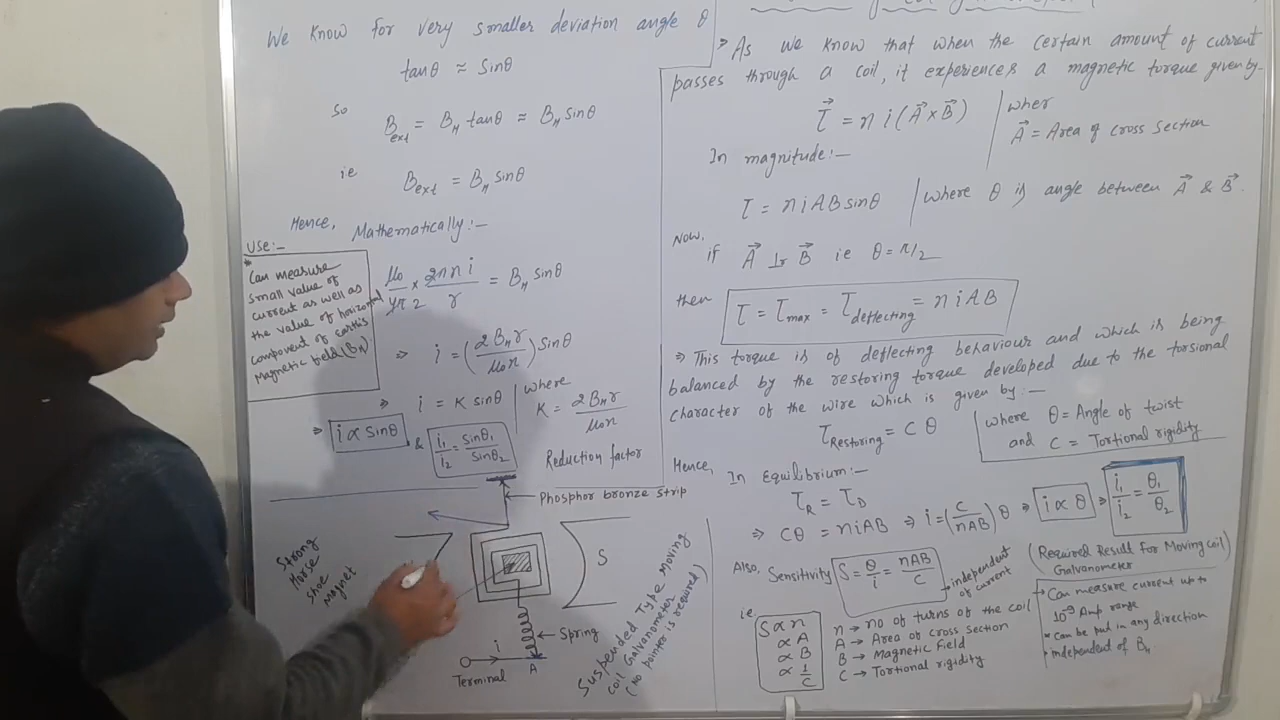 We know for very smaller deviation angle θ
tanθ ≈ Sinθ
So
B_ext = B_H tanθ ≈ B_H sinθ
ie B_ext = B_H sinθ
Hence, Mathematically:-
μ₀/4π × 2πni/r = B_H sinθ
⇒ i = (2B_H r/μ₀n) sinθ
⇒ i = K sinθ
where
K = 2B_H r/μ₀n
⇒ i ∝ Sinθ & i₁/i₂ = sinθ₁/sinθ₂
Reduction factor
Use:-
* Can measure
small value of
current as well as
the value of horizontal
component of earth's
Magnetic field (B_H)
Phosphor bronze strip
Strong
Horse
shoe
Magnet
S
Spring
i
Terminal
A
Suspended Type Moving
coil Galvanometer
(No pointer is required)
⇒ As we know that when the certain amount of current
passes through a coil, it experiences a magnetic torque given by-
τ⃗ = n i (A⃗ × B⃗)
wher
A⃗ = Area of cross section
In magnitude:-
τ = n i A B sinθ
where θ is angle between A⃗ & B⃗.
Now,
if A⃗ ⊥r B⃗ ie θ = π/2
then τ = τ_max = τ_deflecting = n i A B
⇒ This torque is of deflecting behaviour and which is being
balanced by the restoring torque developed due to the torsional
character of the wire which is given by:-
τ_Restoring = C θ
where θ = Angle of twist
and C = Tortional rigidity
Hence,
In Equilibrium:-
τ_R = τ_D
⇒ Cθ = niAB ⇒ i = (C/nAB) θ ⇒ i ∝ θ ⇒ i₁/i₂ = θ₁/θ₂
(Required Result for Moving coil
Galvanometer)
Also, Sensitivity S = θ/i = nAB/C
independent
of current
ie.
S ∝ n
∝ A
∝ B
∝ 1/C
n → no of turns of the coil
A → Area of cross section
B → Magnetic Field
C → Tortional rigidity
* Can measure current up to
10⁻⁹ Amp range
* Can be put in any direction
* independent of B_H